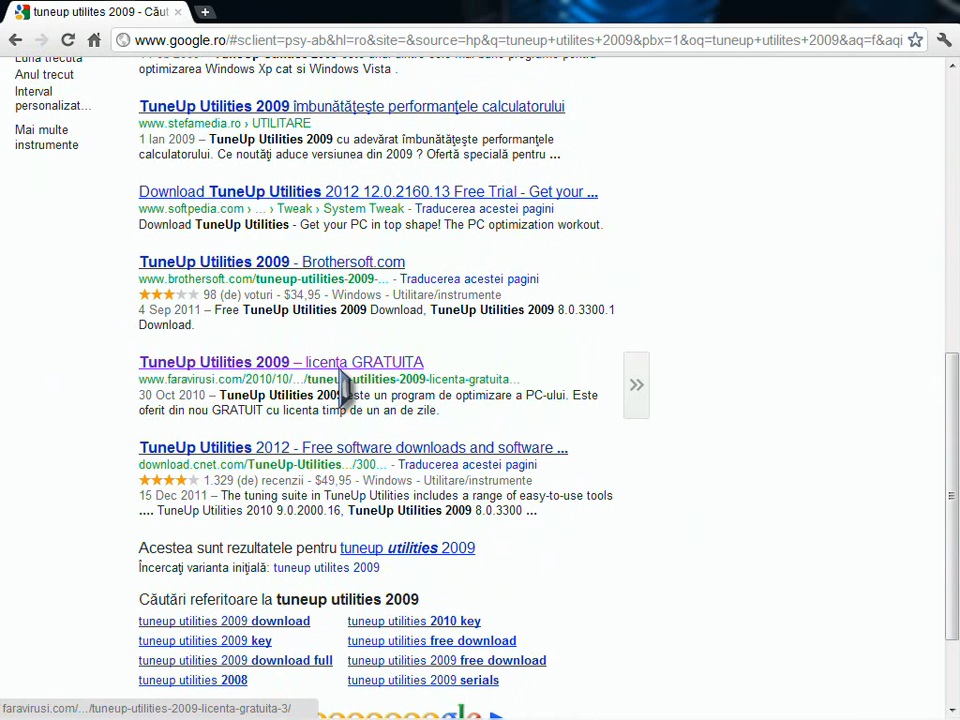 tuneup utilites 2009 - Căut
www.google.ro/#sclient=psy-ab&hl=ro&site=&source=hp&q=tuneup+utilites+2009&pbx=1&oq=tuneup+utilites+2009&aq=f&aqi
Anul trecut
Interval
personalizat...
Mai multe
instrumente
optimizarea Windows Xp cat si Windows Vista .
TuneUp Utilities 2009 îmbunătăţeşte performanţele calculatorului
www.stefamedia.ro › UTILITARE
1 Ian 2009 – TuneUp Utilities 2009 cu adevărat îmbunătăţeşte performanţele
calculatorului. Ce noutăţi aduce versiunea din 2009 ? Ofertă specială pentru ...
Download TuneUp Utilities 2012 12.0.2160.13 Free Trial - Get your ...
www.softpedia.com › ... › Tweak › System Tweak - Traducerea acestei pagini
Download TuneUp Utilities - Get your PC in top shape! The PC optimization workout.
TuneUp Utilities 2009 - Brothersoft.com
www.brothersoft.com/tuneup-utilities-2009-... - Traducerea acestei pagini
98 (de) voturi - $34,95 - Windows - Utilitare/instrumente
4 Sep 2011 – Free TuneUp Utilities 2009 Download, TuneUp Utilities 2009 8.0.3300.1
Download.
TuneUp Utilities 2009 – licenta GRATUITA
www.faravirusi.com/2010/10/.../tuneup-utilities-2009-licenta-gratuita...
30 Oct 2010 – TuneUp Utilities 2009 este un program de optimizare a PC-ului. Este
oferit din nou GRATUIT cu licenta timp de un an de zile.
TuneUp Utilities 2012 - Free software downloads and software ...
download.cnet.com/TuneUp-Utilities.../300... - Traducerea acestei pagini
1.329 (de) recenzii - $49,95 - Windows - Utilitare/instrumente
15 Dec 2011 – The tuning suite in TuneUp Utilities includes a range of easy-to-use tools
.... TuneUp Utilities 2010 9.0.2000.16, TuneUp Utilities 2009 8.0.3300 ...
Acestea sunt rezultatele pentru tuneup utilities 2009
Încercaţi varianta iniţială: tuneup utilites 2009
Căutări referitoare la tuneup utilities 2009
tuneup utilities 2009 download
tuneup utilities 2010 key
tuneup utilities 2009 key
tuneup utilities free download
tuneup utilities 2009 download full
tuneup utilities 2009 free download
tuneup utilities 2008
tuneup utilities 2009 serials
faravirusi.com/.../tuneup-utilities-2009-licenta-gratuita-3/